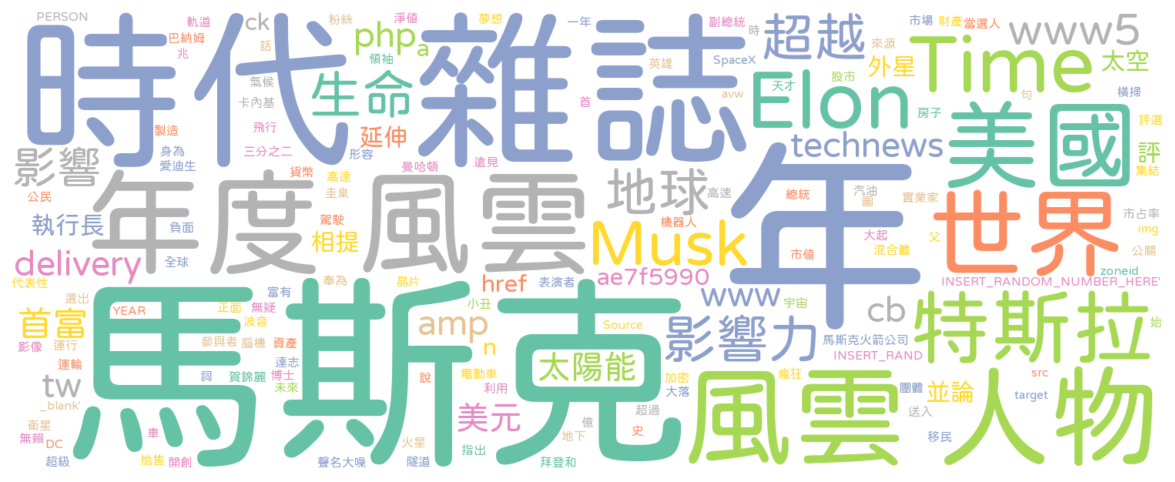 時代
雜誌
年
馬斯克
年度
風雲
風雲
人物
世界
美國
特斯拉
Time
Elon
Musk
地球
影響力
影響
生命
超越
www5
technews
www
php
a
ck
cb
tw
amp
n
delivery
ae7f5990
href
太陽能
美元
首富
執行長
相提
並論
延伸
外星
太空
評
PERSON
軌道
粉絲
淨值
夢想
一年
副總統
時
市場
財產
當選人
巴納姆
兆
話
領袖
英雄
SpaceX
來源
股市
天才
avw
句
橫掃
房子
評選
集結
氣候
卡內基
飛行
首
製造
身為
愛迪生
三分之二
形容
曼哈頓
遠見
貨幣
高達
圭臬
公民
負面
全球
駕駛
高速
機器人
總統
汽油
圖
實業家
大起
混合體
市值
父
市占率
img
公關
zoneid
INSERT_RANDOM_NUMBER_HERE'
代表性
選出
無疑
富有
奉為
晶片
表演者
小丑
宇宙
YEAR
正面
波音
影像
運行
參與者
腦機
資產
運輸
達志
賀錦麗
博士
未來
詞
說
電動車
利用
Source
馬斯克火箭公司
INSERT_RAND
加密
大落
瘋狂
團體
送入
src
target
移民
始
_blank'
衛星
無賴
DC
超級
車
拋售
開創
聲名大噪
火星
隧道
指出
拜登和
地下
億
超過
史